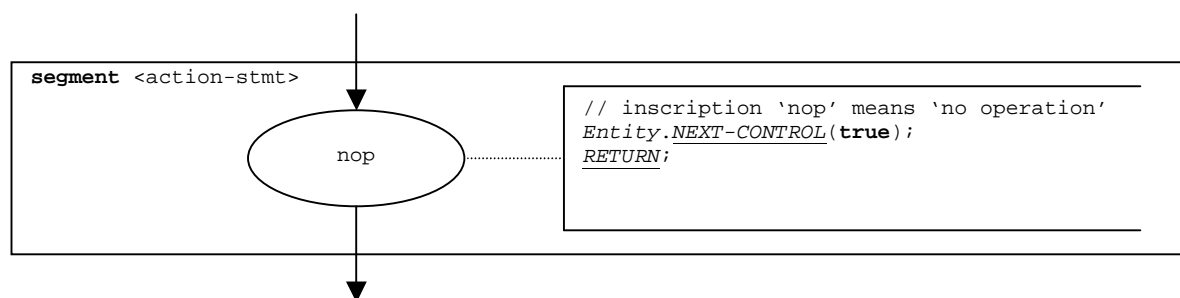 segment <action-stmt>
nop
// inscription ‘nop’ means ‘no operation’
Entity.NEXT-CONTROL(true);
RETURN;